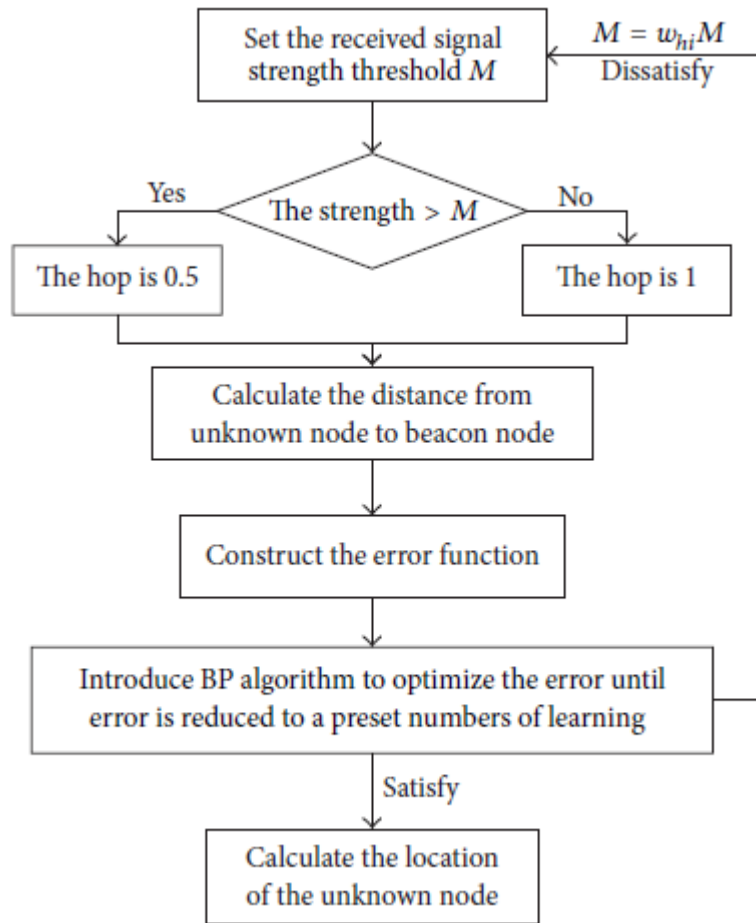 Set the received signal
strength threshold M
M = w_{hi}M
Dissatisfy
Yes
The strength > M
No
The hop is 0.5
The hop is 1
Calculate the distance from
unknown node to beacon node
Construct the error function
Introduce BP algorithm to optimize the error until
error is reduced to a preset numbers of learning
Satisfy
Calculate the location
of the unknown node